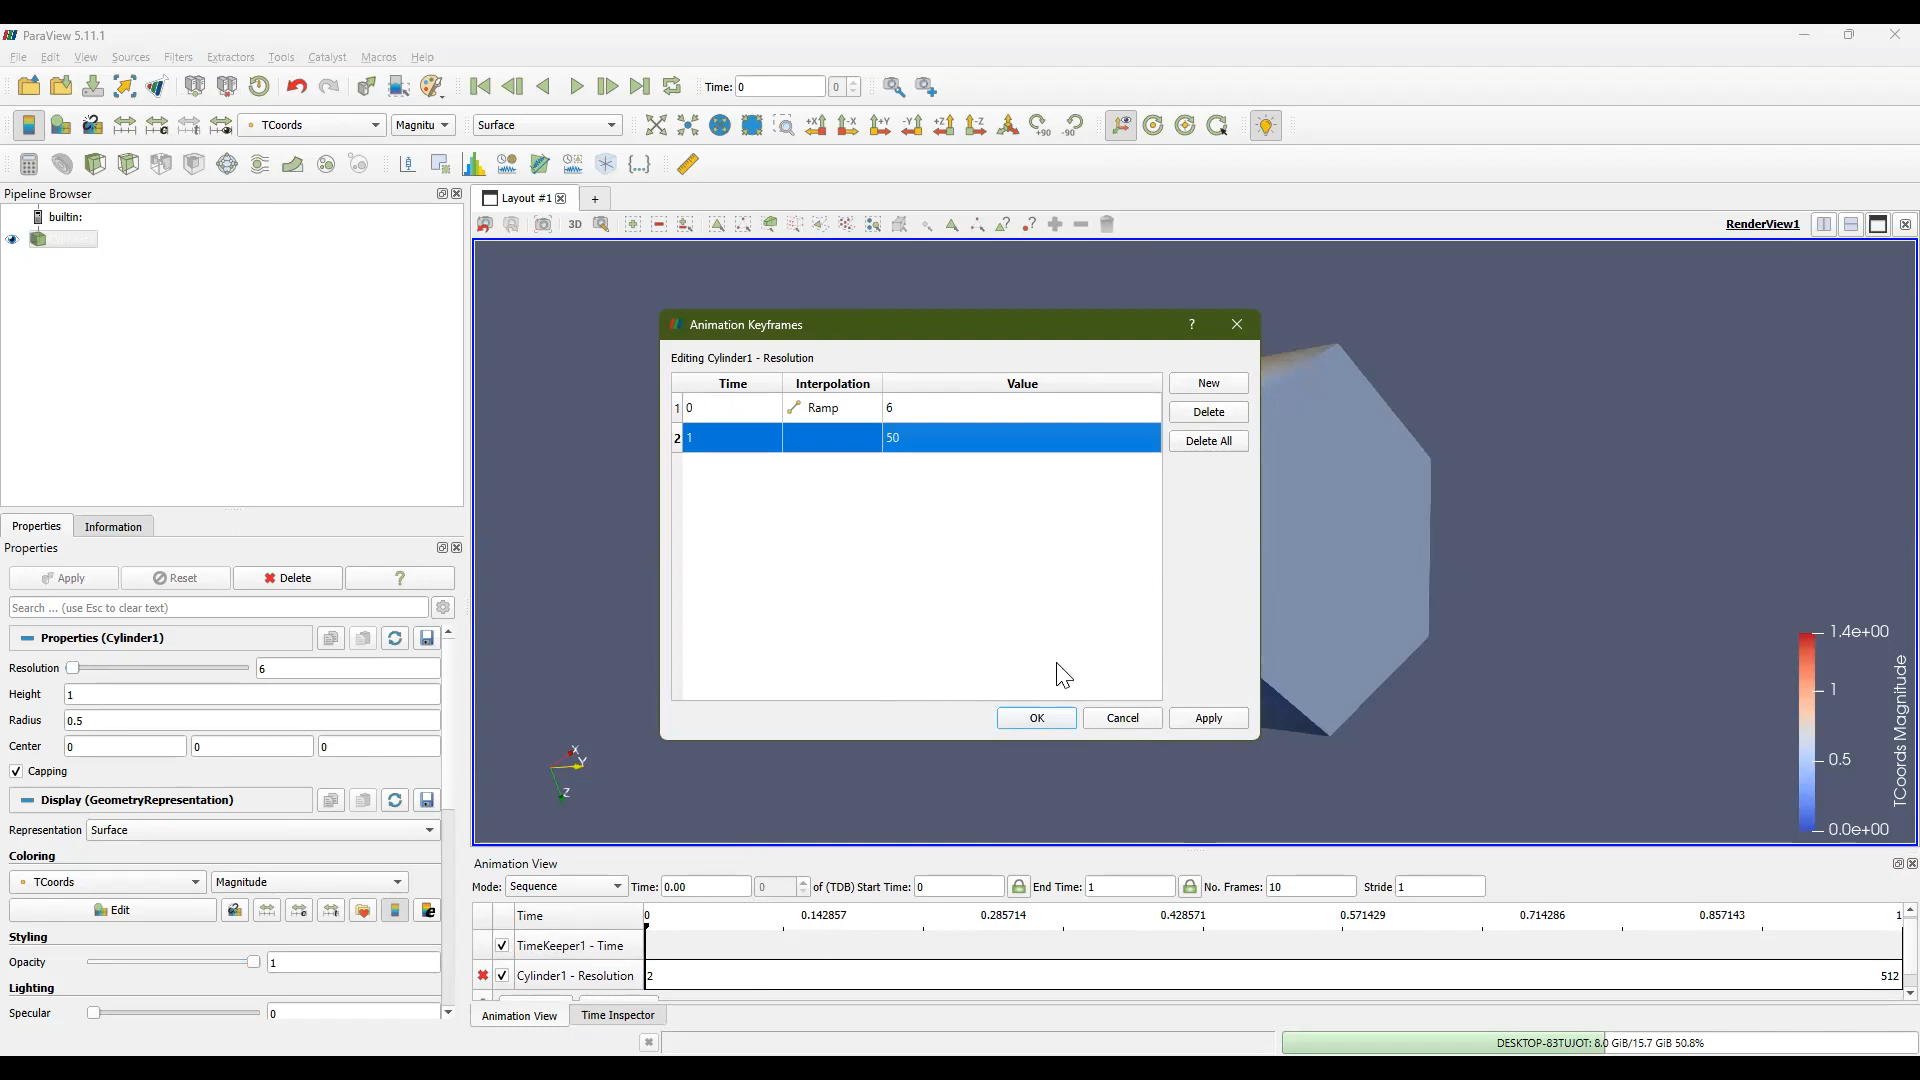 ParaView 5.11.1
File Edit View Sources Filters Extractors Tools Catalyst Macros Help
Time: 0 0
TCoords Magnitu Surface +X -X +Y -Y +Z -Z +90 -90
Pipeline Browser
Layout #1 +
builtin:
3D
RenderView1
Animation Keyframes ?
Editing Cylinder1 - Resolution
Time Interpolation Value
New
1 0 Ramp 6
Delete
2 1 50
Delete All
OK Cancel Apply
Properties Information
Properties
Apply Reset Delete ?
Search ... (use Esc to clear text)
Properties (Cylinder1)
Resolution 6
Height 1
Radius 0.5
Center 0 0 0
Capping
Display (GeometryRepresentation)
Representation Surface
Coloring
TCoords Magnitude
Edit
Styling
Opacity 1
Lighting
Specular 0
X
Y
Z
1.4e+00
1
0.5
0.0e+00
TCoords Magnitude
Animation View
Mode: Sequence Time: 0.00 0 of (TDB) Start Time: 0 End Time: 1 No. Frames: 10 Stride 1
Time 0 0.142857 0.285714 0.428571 0.571429 0.714286 0.857143 1
TimeKeeper1 - Time
Cylinder1 - Resolution 2 512
Animation View Time Inspector
DESKTOP-83TUJOT: 8.0 GiB/15.7 GiB 50.8%